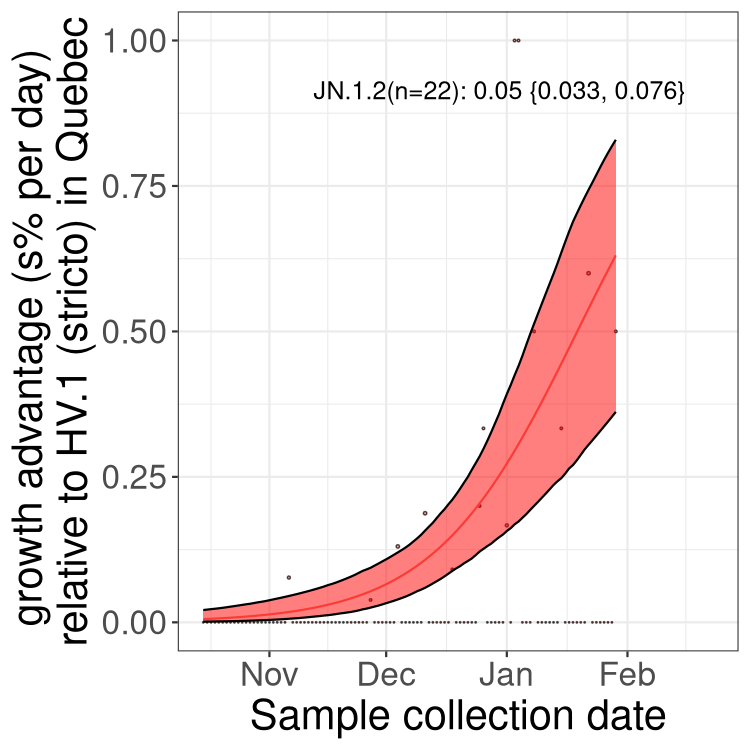 growth advantage (s% per day)
relative to HV.1 (stricto) in Quebec
1.00
0.75
0.50
0.25
0.00
JN.1.2(n=22): 0.05 {0.033, 0.076}
Nov Dec Jan Feb
Sample collection date